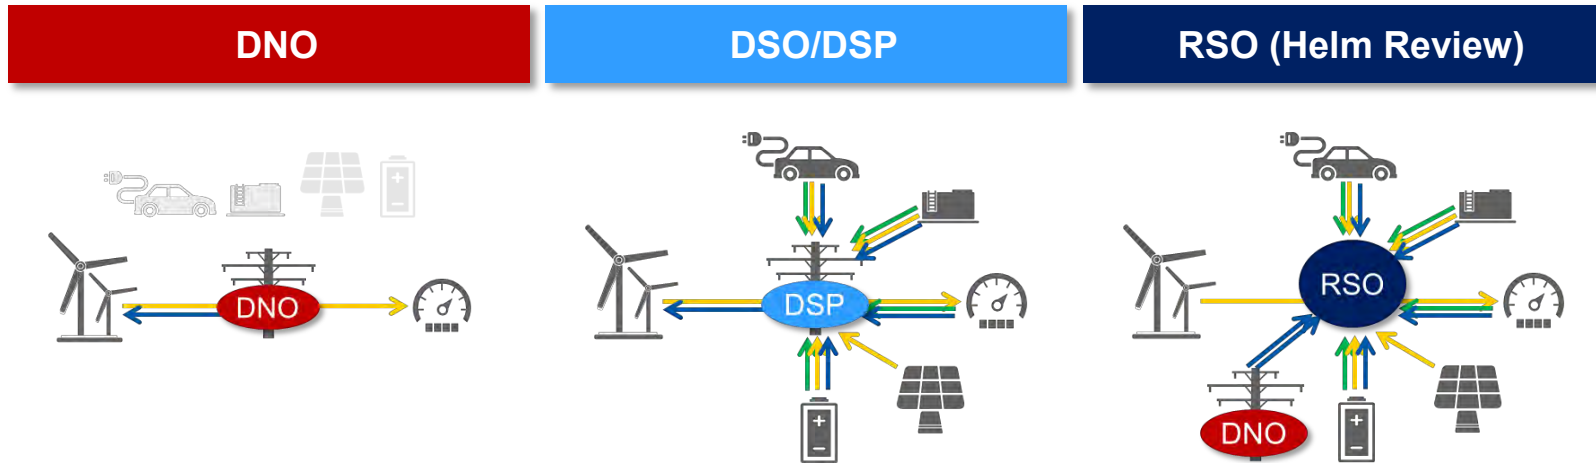 DNO
DSO/DSP
RSO (Helm Review)
DNO
DSP
RSO
DNO